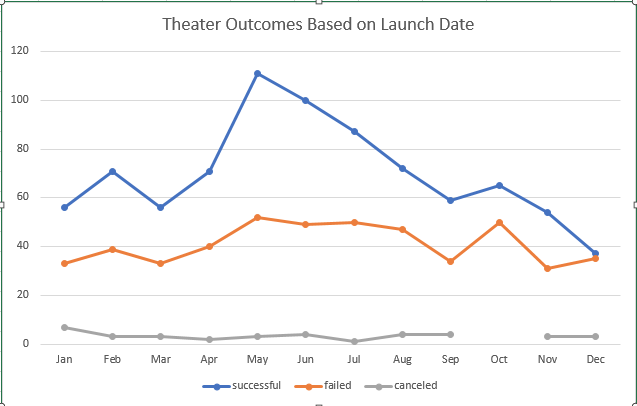 Theater Outcomes Based on Launch Date
120
100
80
60
40
20
0
Jan Feb Mar Apr May Jun Jul Aug Sep Oct Nov Dec
successful failed canceled